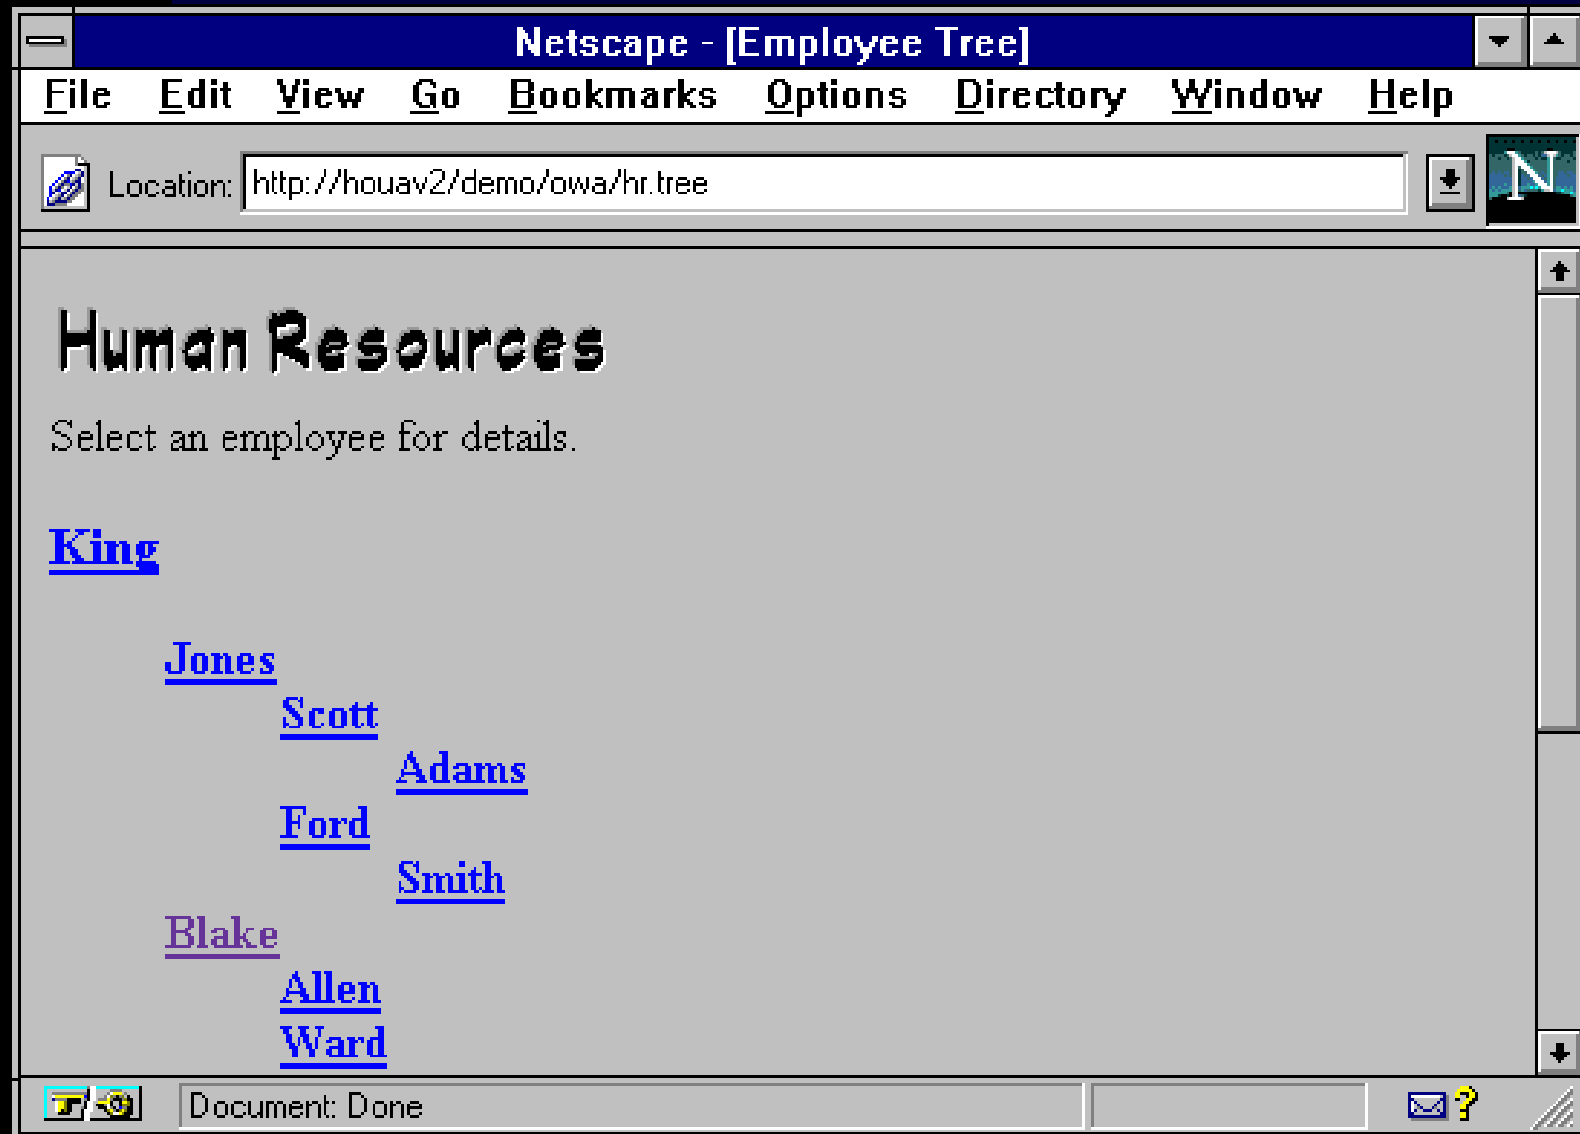 Netscape - [Employee Tree]
File Edit View Go Bookmarks Options Directory Window Help
Location: http://houav2/demo/owa/hr.tree
N
Human Resources
Select an employee for details.
King
Jones
Scott
Adams
Ford
Smith
Blake
Allen
Ward
Document: Done
?